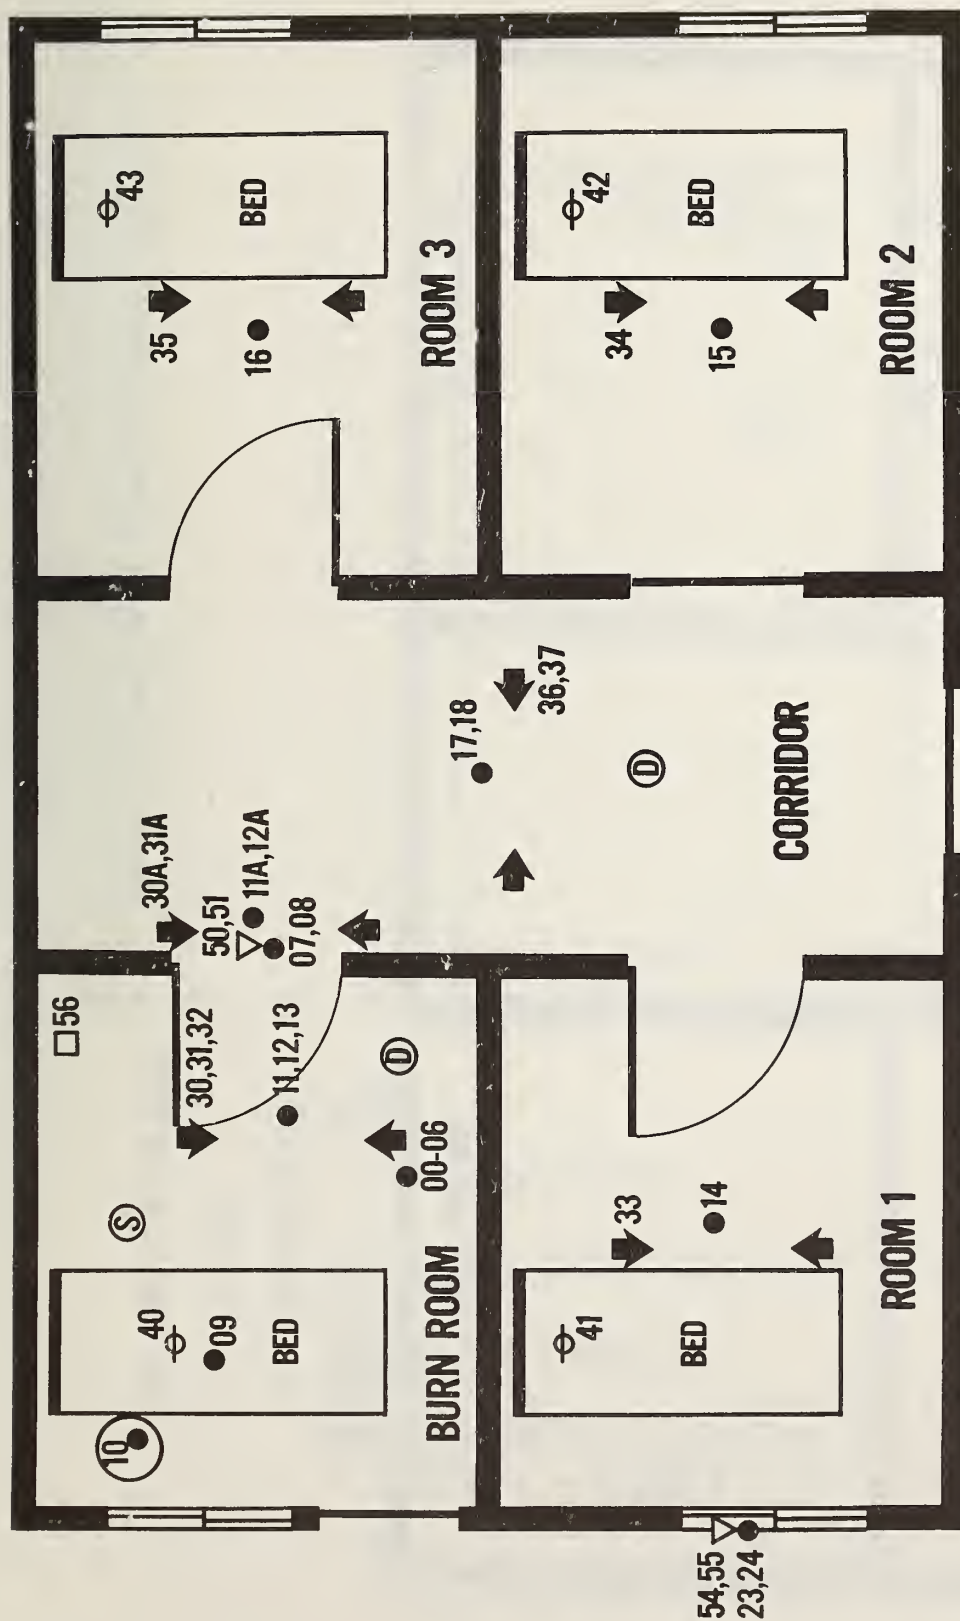 10
40
09
BED
BURN ROOM
S
56
30,31,32
11,12,13
D
00-06
30A,31A
50,51
11A,12A
07,08
17,18
36,37
D
CORRIDOR
43
BED
35
16
ROOM 3
41
BED
33
14
ROOM 1
54,55
23,24
42
BED
34
15
ROOM 2